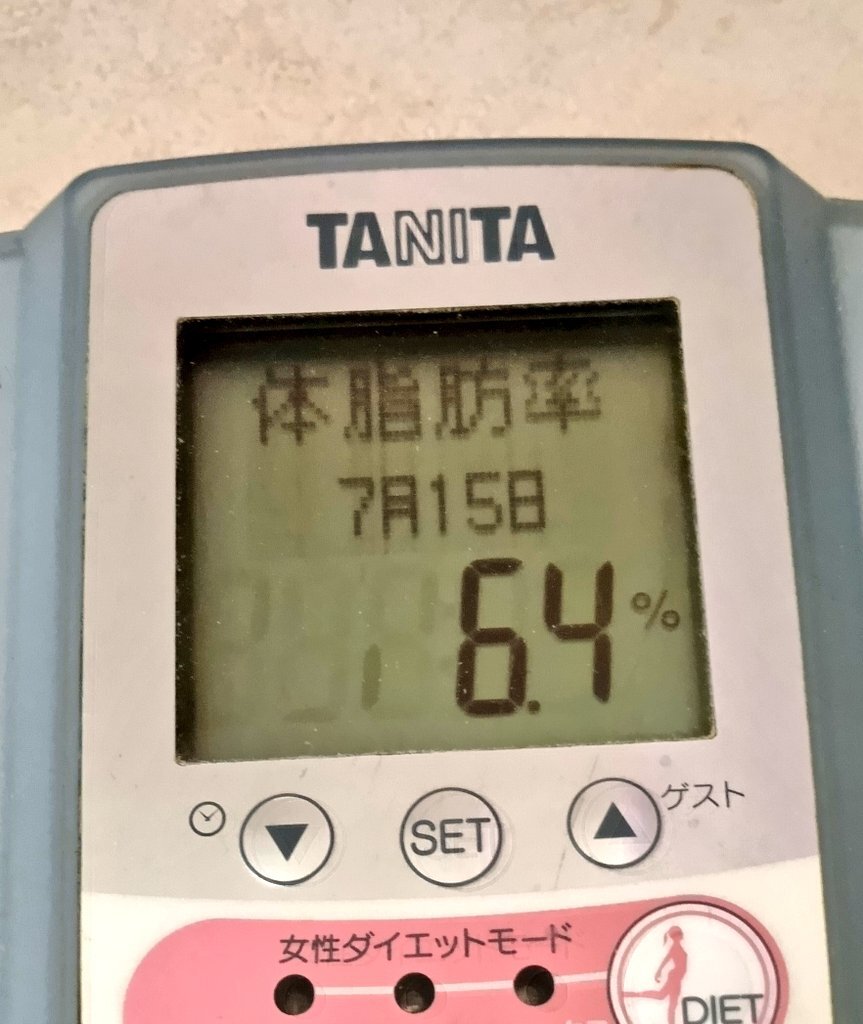 TANITA
体脂肪率
7月15日
6.4 %
SET
ゲスト
女性ダイエットモード
DIET